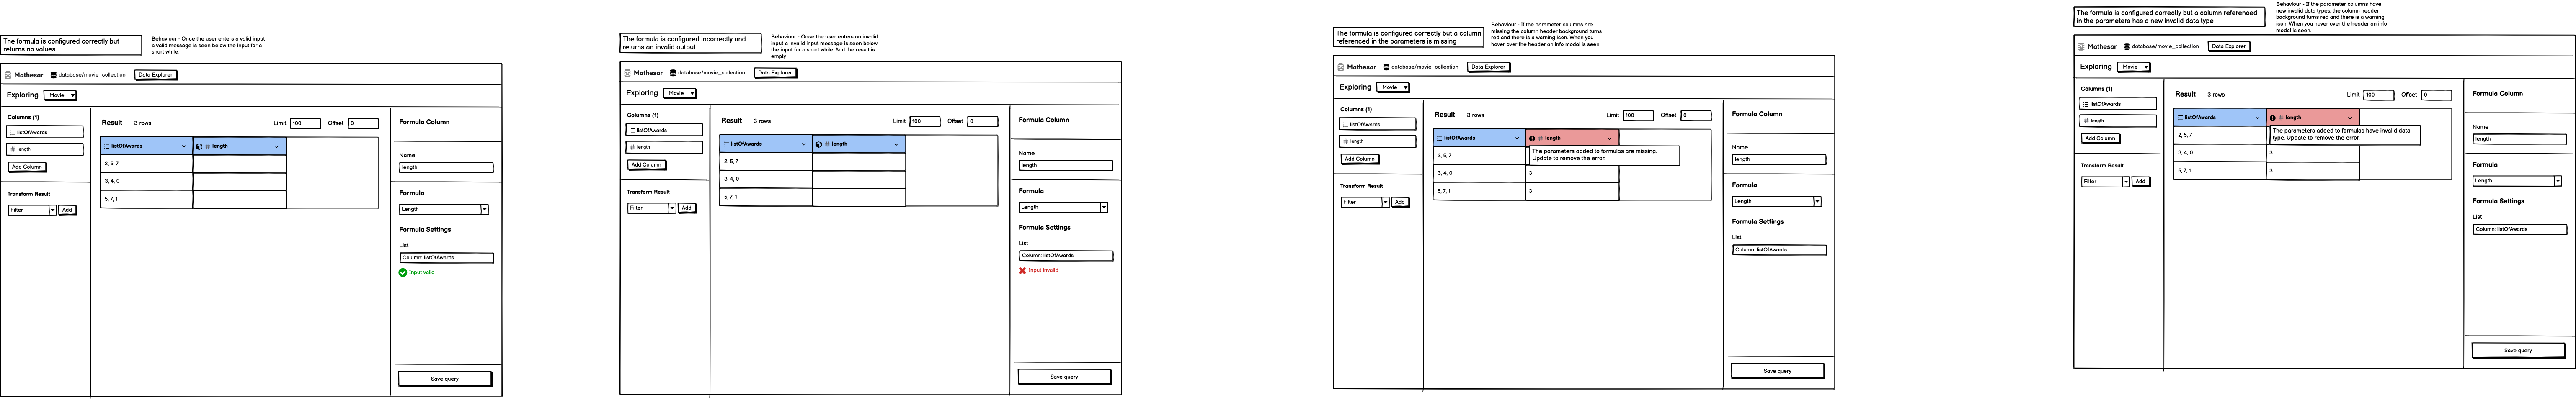 The formula is configured correctly but
returns no values
Behaviour - Once the user enters a valid input
a valid message is seen below the input for a
short while.
Mathesar
database/movie_collection
Data Explorer
Exploring
Movie
Columns (1)
listOfAwards
length
Add Column
Transform Result
Filter
Add
Result
3 rows
Limit
100
Offset
0
listOfAwards
length
2, 5, 7
3, 4, 0
5, 7, 1
Formula Column
Name
length
Formula
Length
Formula Settings
List
Column: listOfAwards
Input valid
Save query
The formula is configured incorrectly and
returns an invalid output
Behaviour - Once the user enters an invalid
input a invalid input message is seen below
the input for a short while. And the result is
empty
Mathesar
database/movie_collection
Data Explorer
Exploring
Movie
Columns (1)
listOfAwards
length
Add Column
Transform Result
Filter
Add
Result
3 rows
Limit
100
Offset
0
listOfAwards
length
2, 5, 7
3, 4, 0
5, 7, 1
Formula Column
Name
length
Formula
Length
Formula Settings
List
Column: listOfAwards
Input invalid
Save query
The formula is configured correctly but a column
referenced in the parameters is missing
Behaviour - If the parameter columns are
missing the column header background turns
red and there is a warning icon. When you
hover over the header an info modal is seen.
Mathesar
database/movie_collection
Data Explorer
Exploring
Movie
Columns (1)
listOfAwards
length
Add Column
Transform Result
Filter
Add
Result
3 rows
Limit
100
Offset
0
listOfAwards
length
The parameters added to formulas are missing.
Update to remove the error.
2, 5, 7
3, 4, 0
3
5, 7, 1
3
Formula Column
Name
length
Formula
Length
Formula Settings
List
Column: listOfAwards
Save query
The formula is configured correctly but a column referenced
in the parameters has a new invalid data type
Behaviour - If the parameter columns have
new invalid data types, the column header
background turns red and there is a warning
icon. When you hover over the header an info
modal is seen.
Mathesar
database/movie_collection
Data Explorer
Exploring
Movie
Columns (1)
listOfAwards
length
Add Column
Transform Result
Filter
Add
Result
3 rows
Limit
100
Offset
0
listOfAwards
length
The parameters added to formulas have invalid data
type. Update to remove the error.
2, 5, 7
3, 4, 0
3
5, 7, 1
3
Formula Column
Name
length
Formula
Length
Formula Settings
List
Column: listOfAwards
Save query